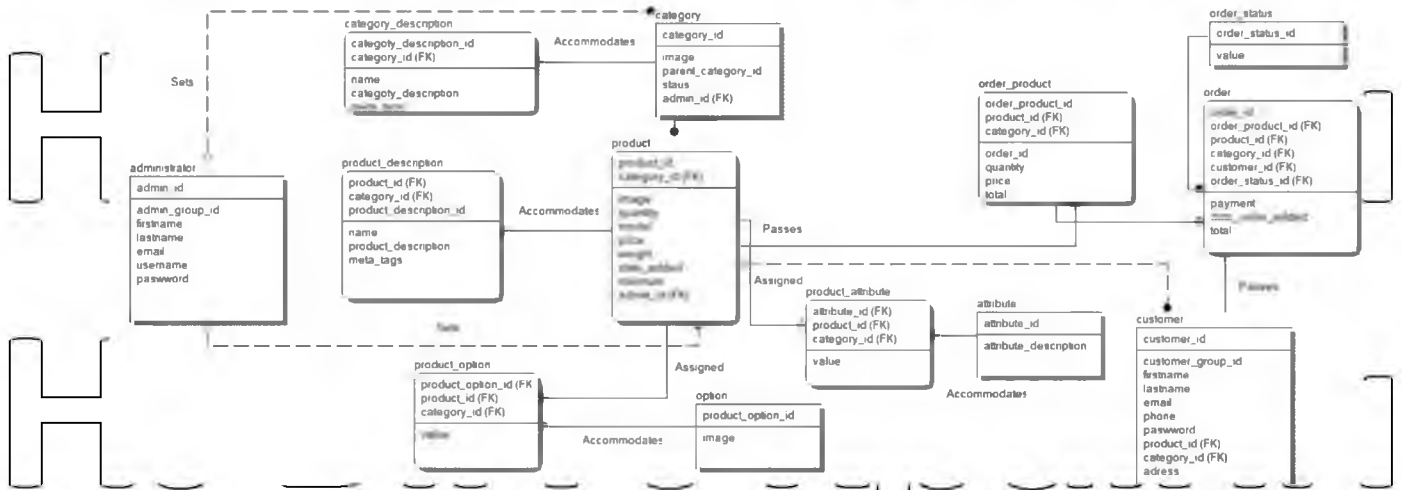 category_description
categoty_description_id
category_id (FK)
name
categoty_description
Accommodates
category
category_id
image
parent_category_id
staus
admin_id (FK)
Sets
order_status
order_status_id
value
order_product
order_product_id
product_id (FK)
category_id (FK)
order_id
quantity
price
total
order
order_id
order_product_id (FK)
product_id (FK)
category_id (FK)
customer_id (FK)
order_status_id (FK)
payment
total
administrator
admin_id
admin_group_id
firstname
lastname
email
username
paswword
product_description
product_id (FK)
category_id (FK)
product_description_id
name
product_description
meta_tags
Accommodates
product
product_id
category_id (FK)
image
quantity
model
price
weight
date_added
admin_id (FK)
Passes
Assigned
Passes
Sets
Assigned
product_attribute
attribute_id (FK)
product_id (FK)
category_id (FK)
value
attribute
attribute_id
attribute_description
Accommodates
customer
customer_id
customer_group_id
firstname
lastname
email
phone
paswword
product_id (FK)
category_id (FK)
adress
product_option
product_option_id (FK
product_id (FK)
category_id (FK)
value
Accommodates
option
product_option_id
image